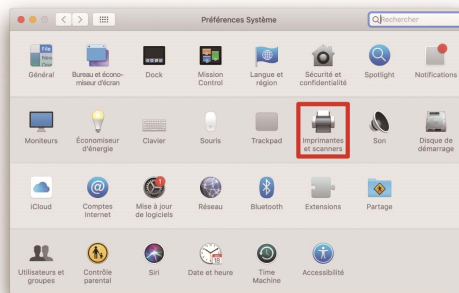 Préférences Système
Rechercher
File
New
One
Général
Bureau et écono-
miseur d'écran
Dock
Mission
Control
Langue et
région
Sécurité et
confidentialité
Spotlight
Notifications
Moniteurs
Économiseur
d'énergie
Clavier
Souris
Trackpad
Imprimantes
et scanners
Son
Disque de
démarrage
iCloud
Comptes
Internet
Mise à jour
de logiciels
Réseau
Bluetooth
Extensions
Partage
Utilisateurs et
groupes
Contrôle
parental
Siri
Date et heure
Time
Machine
Accessibilité